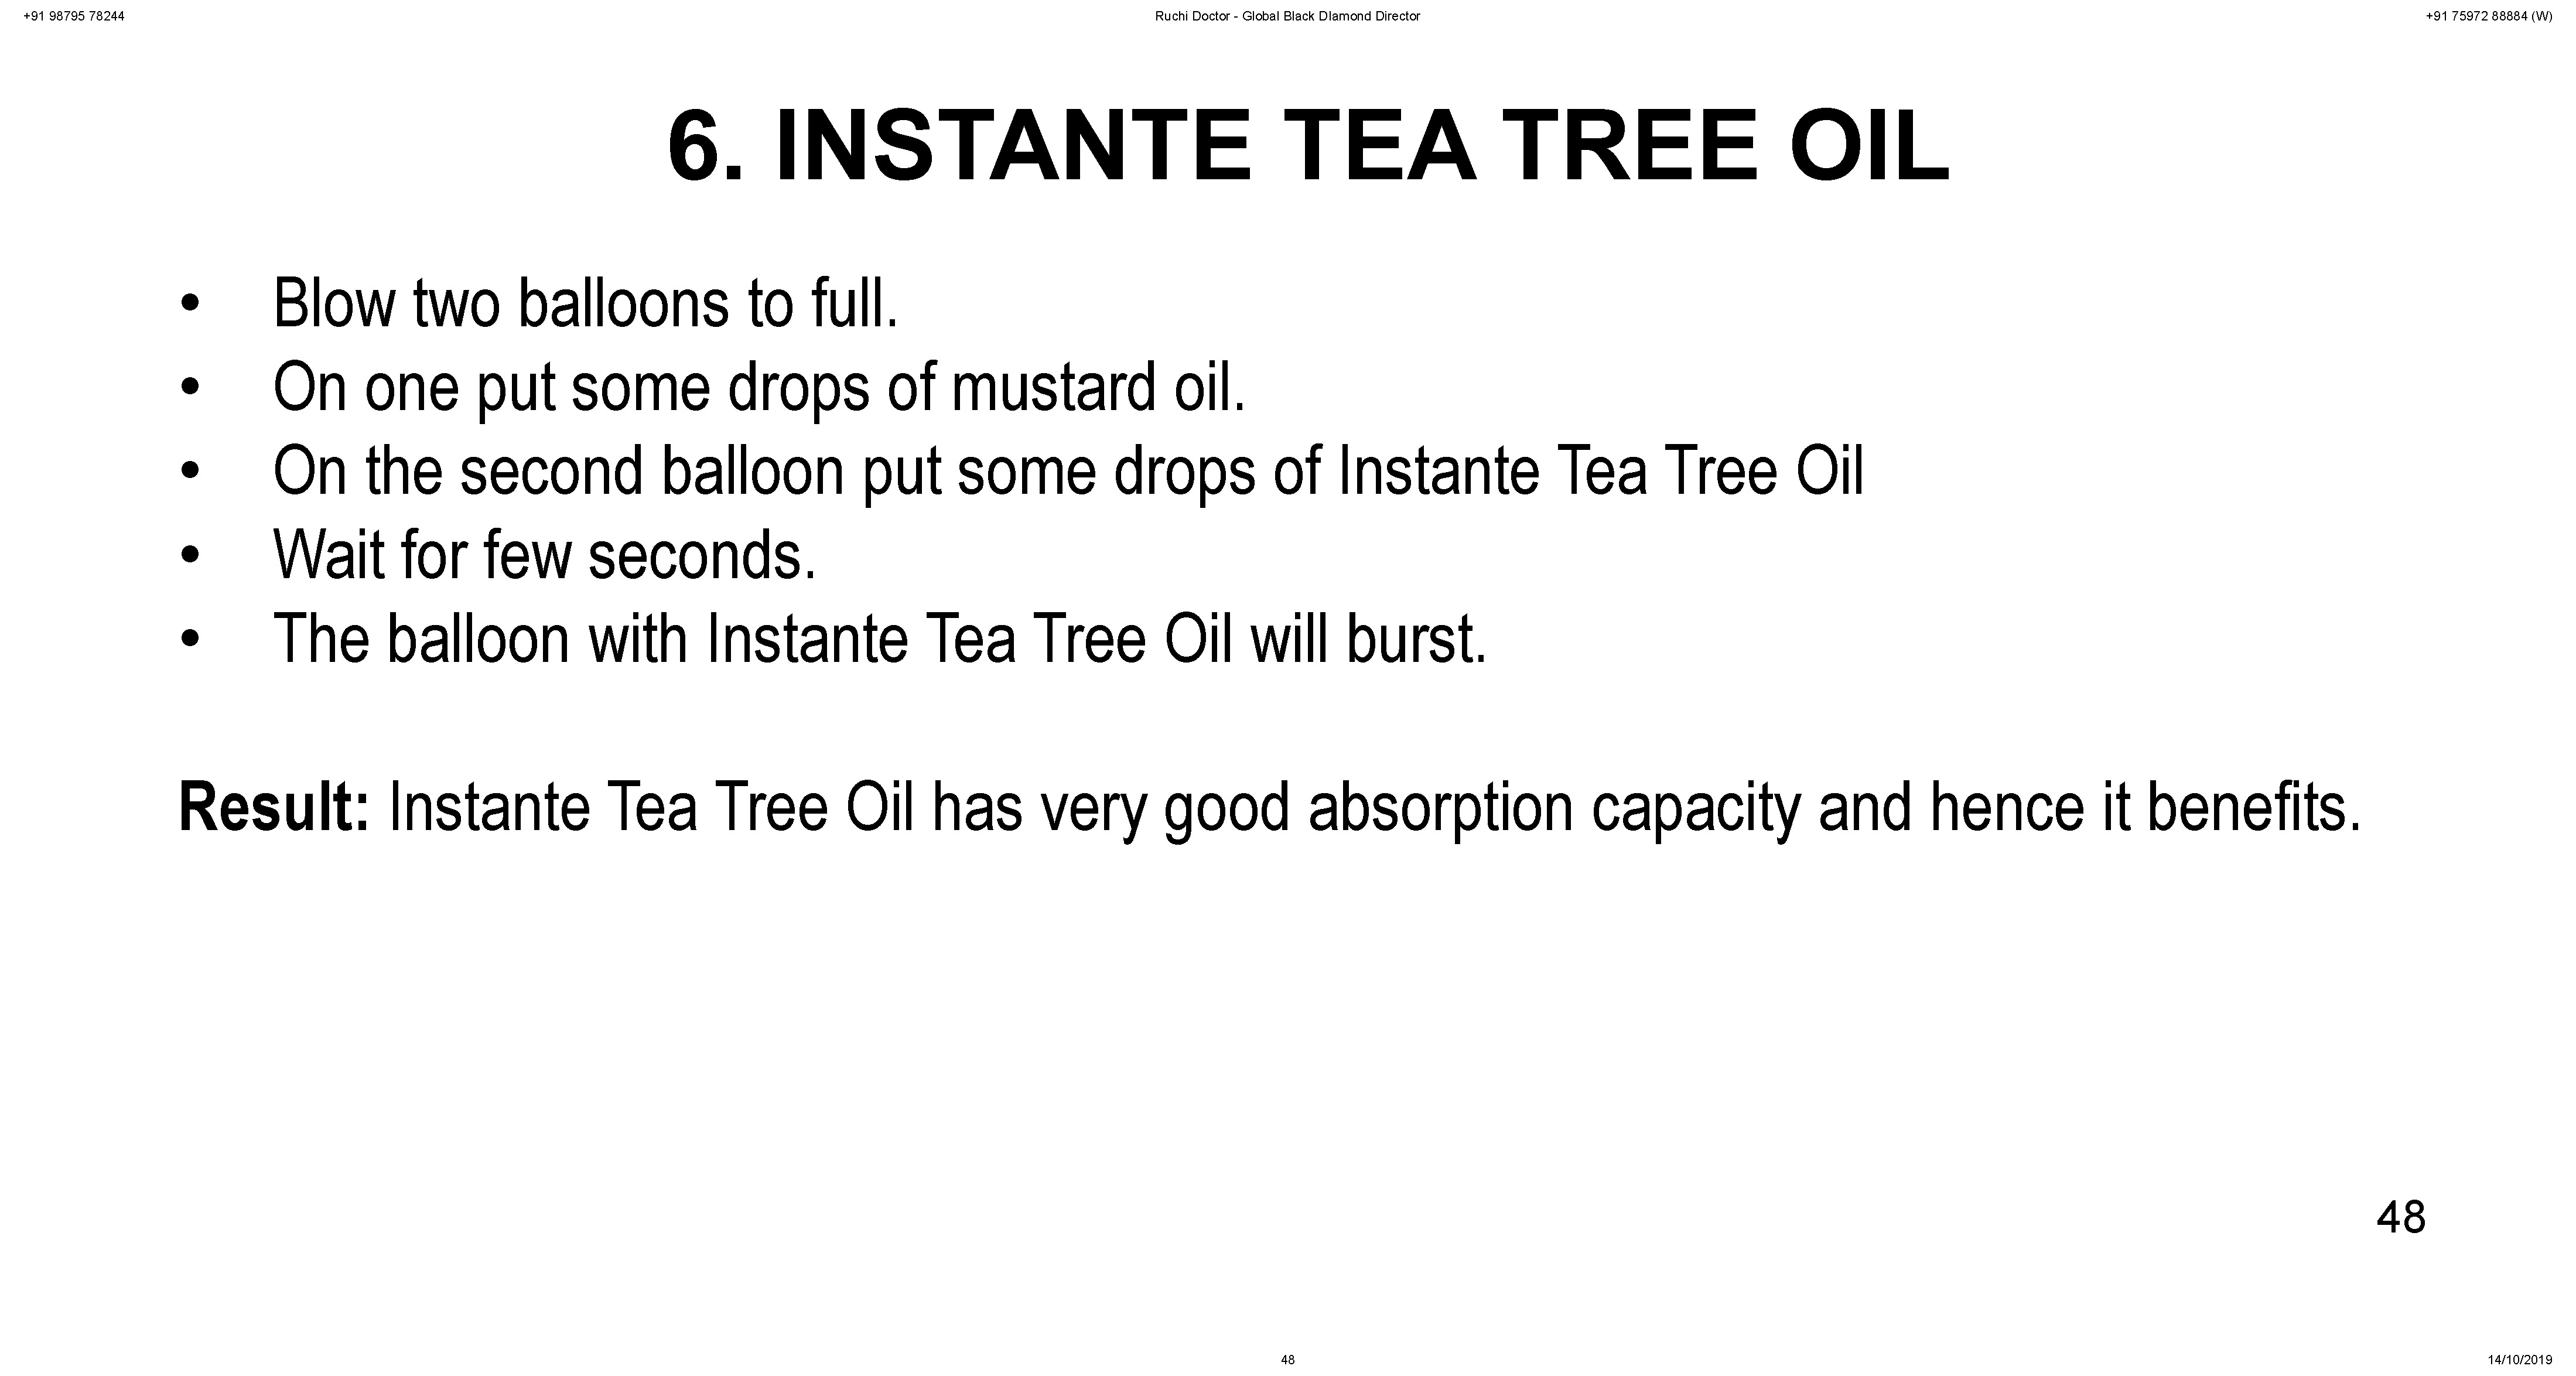 +91 98795 78244 Ruchi Doctor - Global Black DIamond Director +91 75972 88884 (W)
6. INSTANTE TEA TREE OIL
• Blow two balloons to full.
• On one put some drops of mustard oil.
• On the second balloon put some drops of Instante Tea Tree Oil
• Wait for few seconds.
• The balloon with Instante Tea Tree Oil will burst.
Result: Instante Tea Tree Oil has very good absorption capacity and hence it benefits.
48
48 14/10/2019